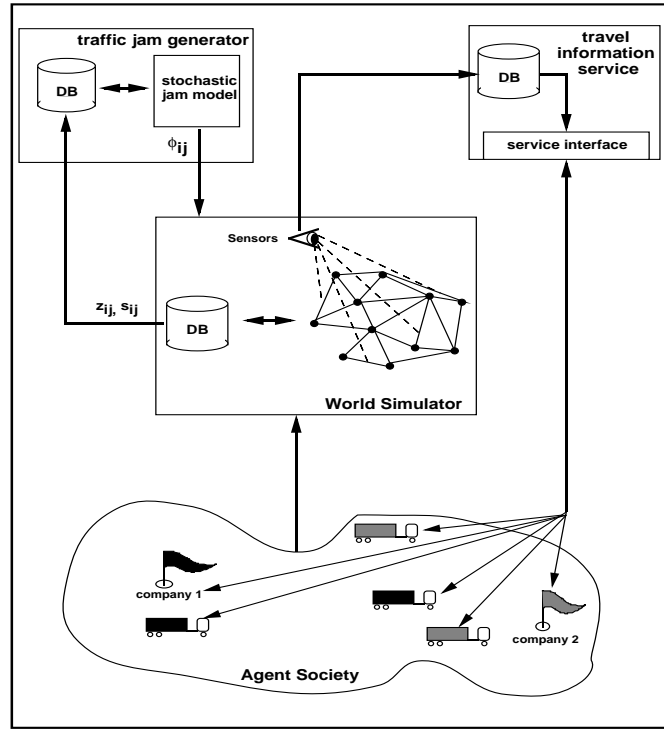 traffic jam generator
DB
stochastic
jam model
ϕij
travel
information
service
DB
service interface
Sensors
zij, sij
DB
World Simulator
company 1
company 2
Agent Society